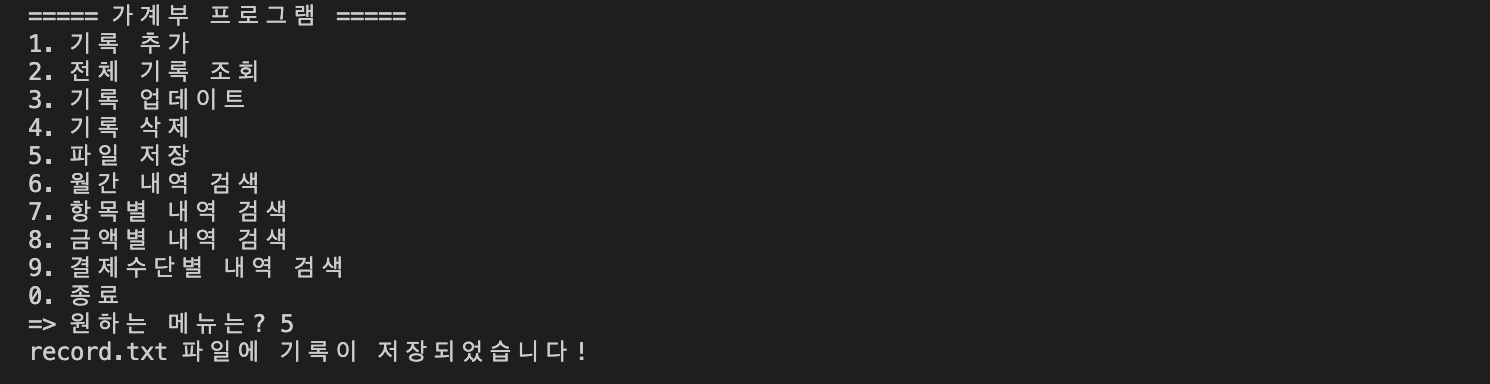 ===== 가계부 프로그램 =====
1. 기록 추가
2. 전체 기록 조회
3. 기록 업데이트
4. 기록 삭제
5. 파일 저장
6. 월간 내역 검색
7. 항목별 내역 검색
8. 금액별 내역 검색
9. 결제수단별 내역 검색
0. 종료
=> 원하는 메뉴는? 5
record.txt 파일에 기록이 저장되었습니다!